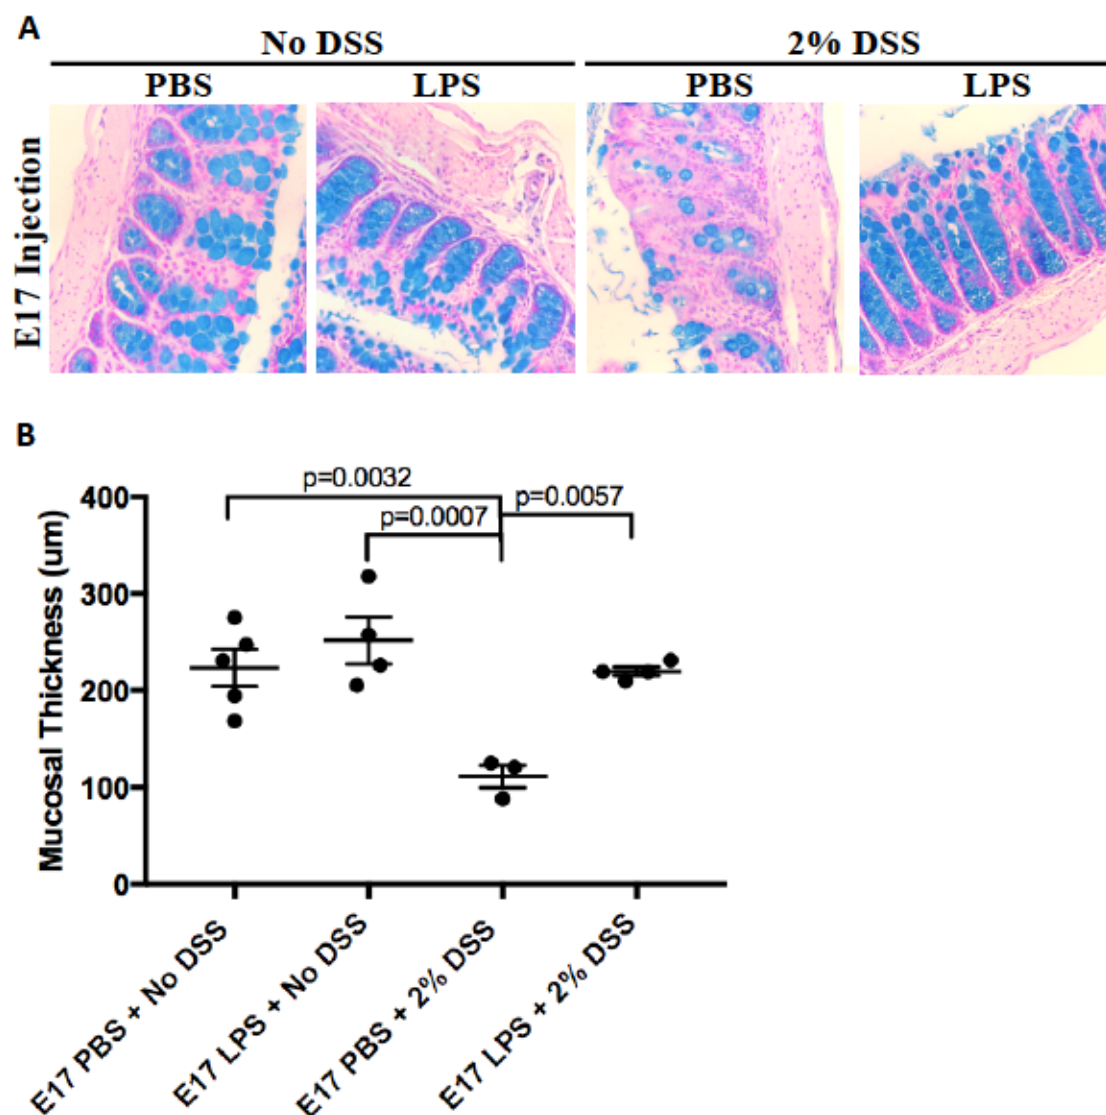 A
No DSS
2% DSS
PBS
LPS
PBS
LPS
E17 Injection
B
p=0.0032
p=0.0057
p=0.0007
400
300
200
100
0
Mucosal Thickness (um)
E17 PBS + No DSS
E17 LPS + No DSS
E17 PBS + 2% DSS
E17 LPS + 2% DSS